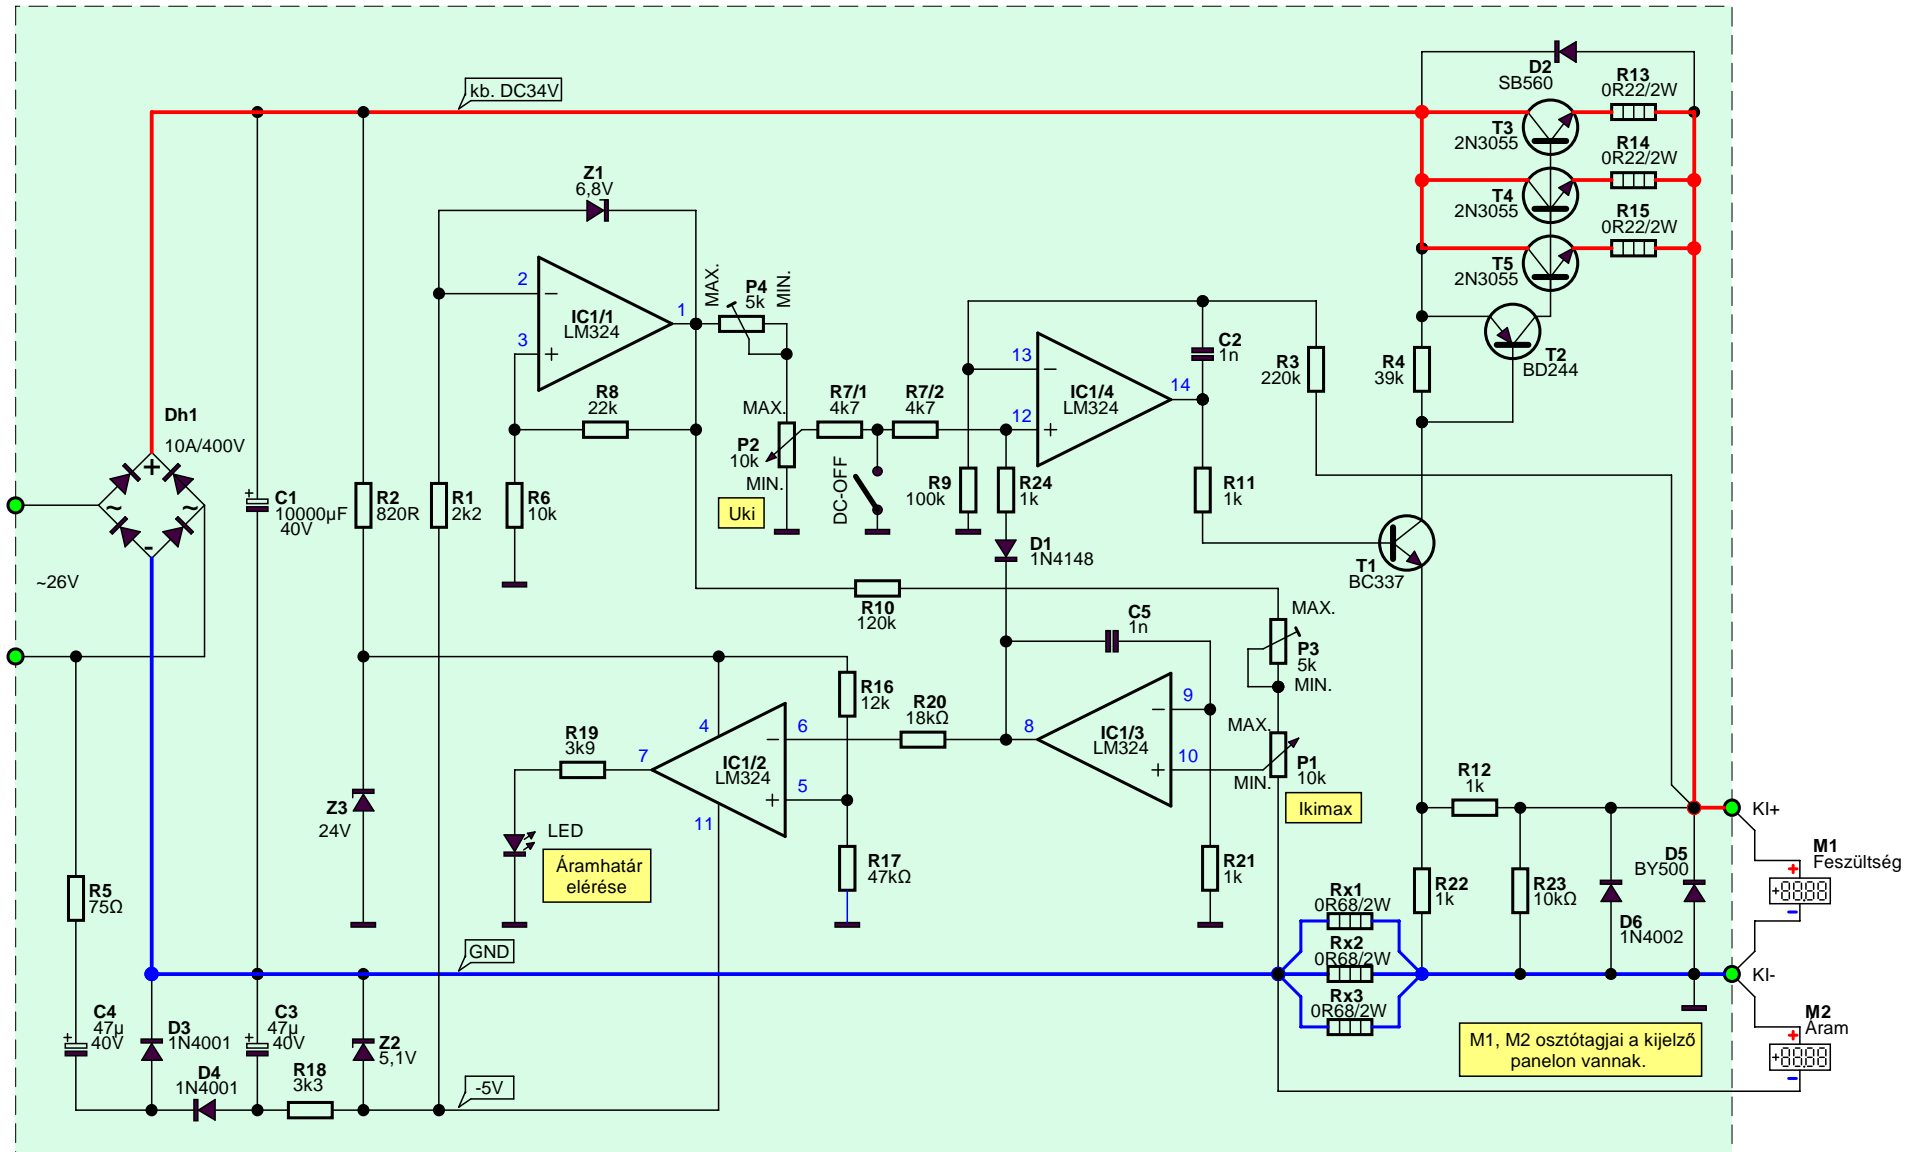 kb. DC34V
D2
SB560
R13
0R22/2W
T3
2N3055
R14
0R22/2W
T4
2N3055
R15
0R22/2W
T5
2N3055
T2
BD244
R4
39k
Z1
6,8V
2
−
3
+
1
IC1/1
LM324
MAX.
P4
5k
MIN.
R8
22k
MAX.
P2
10k
MIN.
Uki
R7/1
4k7
R7/2
4k7
DC-OFF
13
−
12
+
14
IC1/4
LM324
C2
1n
R3
220k
R9
100k
R24
1k
R11
1k
D1
1N4148
T1
BC337
Dh1
10A/400V
+
~
~
-
~26V
+
C1
10000µF
40V
R2
820R
R1
2k2
R6
10k
R10
120k
C5
1n
MAX.
P3
5k
MIN.
R16
12k
R20
18kΩ
R19
3k9
7
4
6
−
IC1/2
LM324
5
+
11
8
9
−
IC1/3
LM324
10
+
MAX.
P1
10k
MIN.
Ikimax
R12
1k
KI+
M1
Feszültség
+
+00.00
−
Z3
24V
LED
Áramhatár
elérése
R17
47kΩ
R21
1k
R22
1k
R23
10kΩ
D5
BY500
D6
1N4002
R5
75Ω
GND
Rx1
0R68/2W
Rx2
0R68/2W
Rx3
0R68/2W
KI-
M2
Áram
+
+00.00
−
M1, M2 osztótagjai a kijelző
panelon vannak.
+
C4
47µ
40V
D3
1N4001
D4
1N4001
+
C3
47µ
40V
R18
3k3
Z2
5,1V
-5V